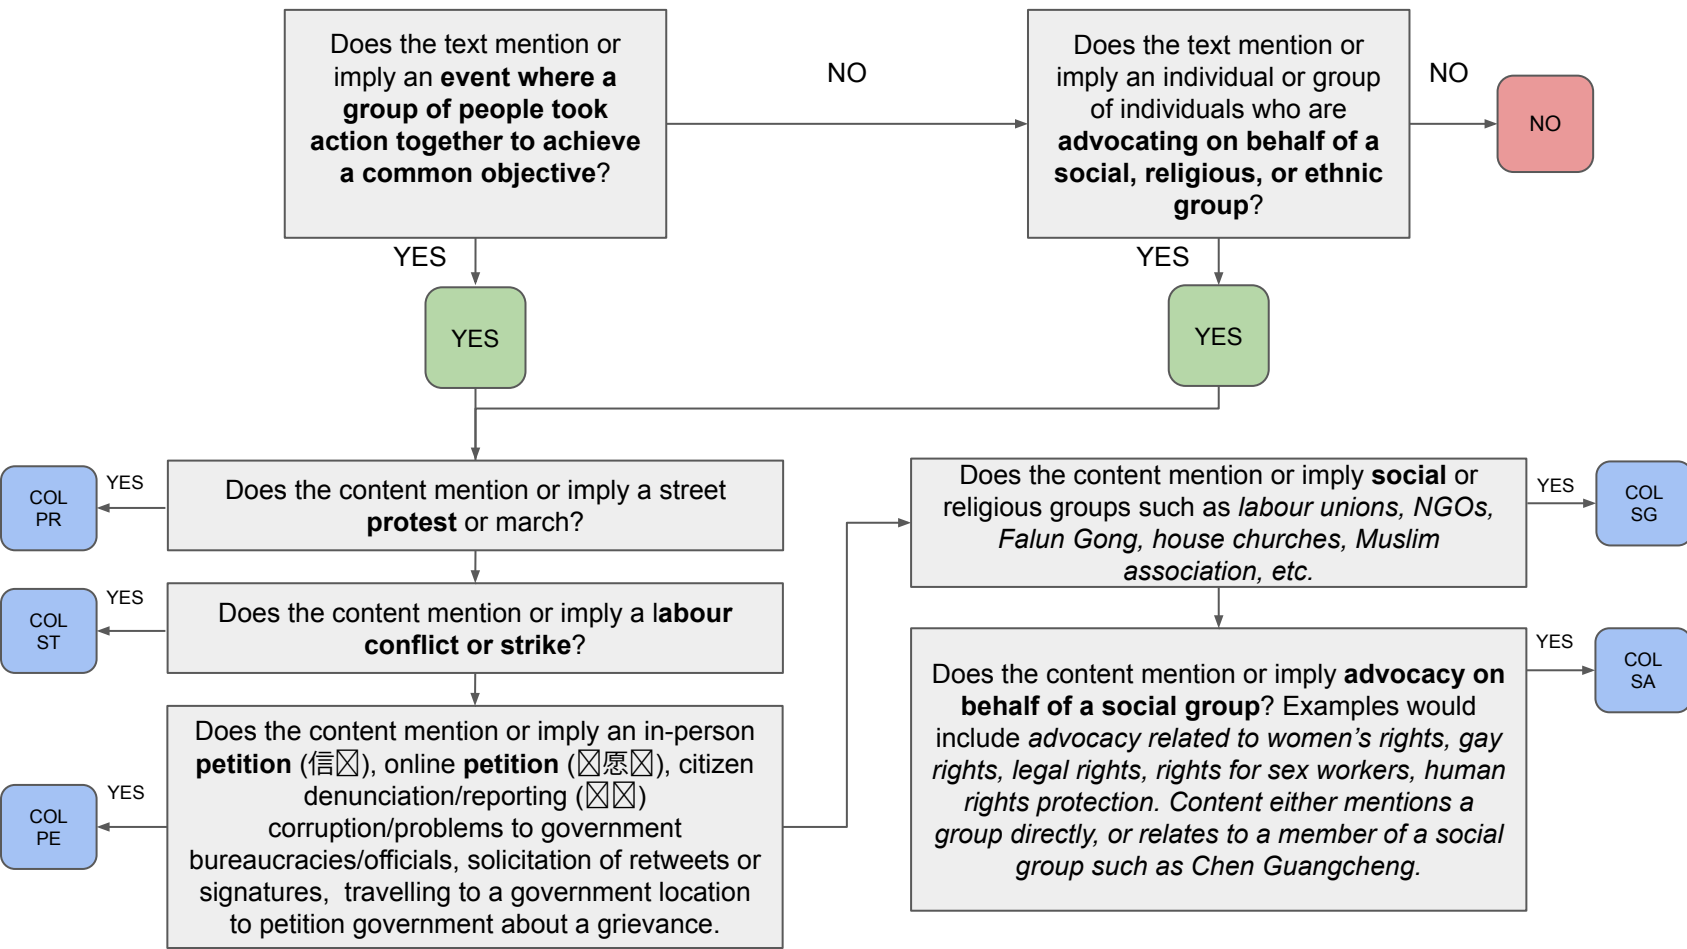 Does the text mention or
imply an event where a
group of people took
action together to achieve
a common objective?
NO
Does the text mention or
imply an individual or group
of individuals who are
advocating on behalf of a
social, religious, or ethnic
group?
NO
NO
YES
YES
YES
YES
Does the content mention or imply a street
protest or march?
YES
COL
PR
Does the content mention or imply a labour
conflict or strike?
YES
COL
ST
Does the content mention or imply an in-person
petition (信), online petition (愿), citizen
denunciation/reporting ()
corruption/problems to government
bureaucracies/officials, solicitation of retweets or
signatures, travelling to a government location
to petition government about a grievance.
YES
COL
PE
Does the content mention or imply social or
religious groups such as labour unions, NGOs,
Falun Gong, house churches, Muslim
association, etc.
YES
COL
SG
Does the content mention or imply advocacy on
behalf of a social group? Examples would
include advocacy related to women's rights, gay
rights, legal rights, rights for sex workers, human
rights protection. Content either mentions a
group directly, or relates to a member of a social
group such as Chen Guangcheng.
YES
COL
SA